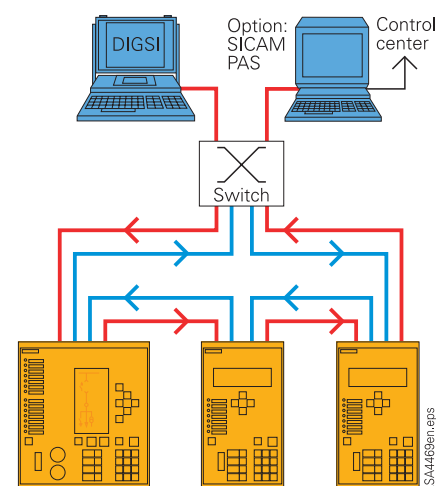 DIGSI
Option:
SICAM
PAS
Control
center
Switch
SA4469en.eps